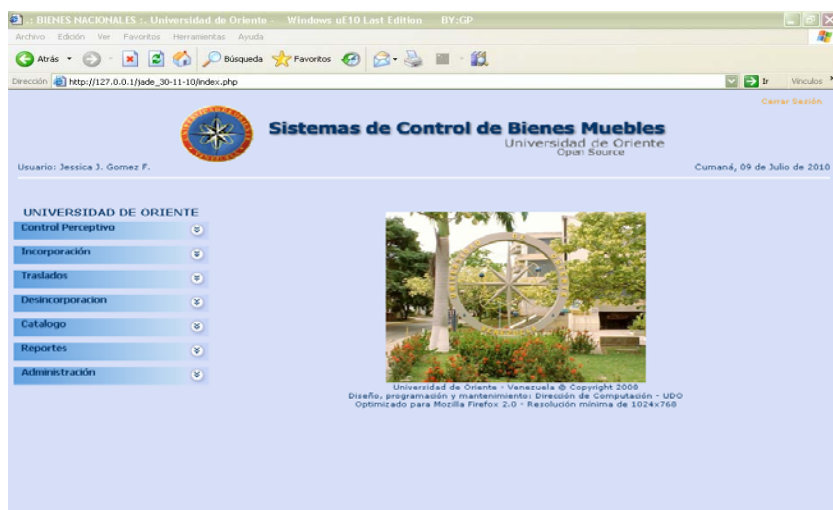 .: BIENES NACIONALES :. Universidad de Oriente - Windows uE10 Last Edition BY:GP
Archivo Edición Ver Favoritos Herramientas Ayuda
Atrás Búsqueda Favoritos
Dirección http://127.0.0.1/jade_30-11-10/index.php Ir Vínculos
Cerrar Sesión
Sistemas de Control de Bienes Muebles
Universidad de Oriente
Open Source
Usuario: Jessica J. Gomez F. Cumaná, 09 de Julio de 2010
UNIVERSIDAD DE ORIENTE
Control Perceptivo
Incorporación
Traslados
Desincorporacion
Catalogo
Reportes
Administración
Universidad de Oriente - Venezuela © Copyright 2008
Diseño, programación y mantenimiento: Dirección de Computación - UDO
Optimizado para Mozilla Firefox 2.0 - Resolución mínima de 1024x768